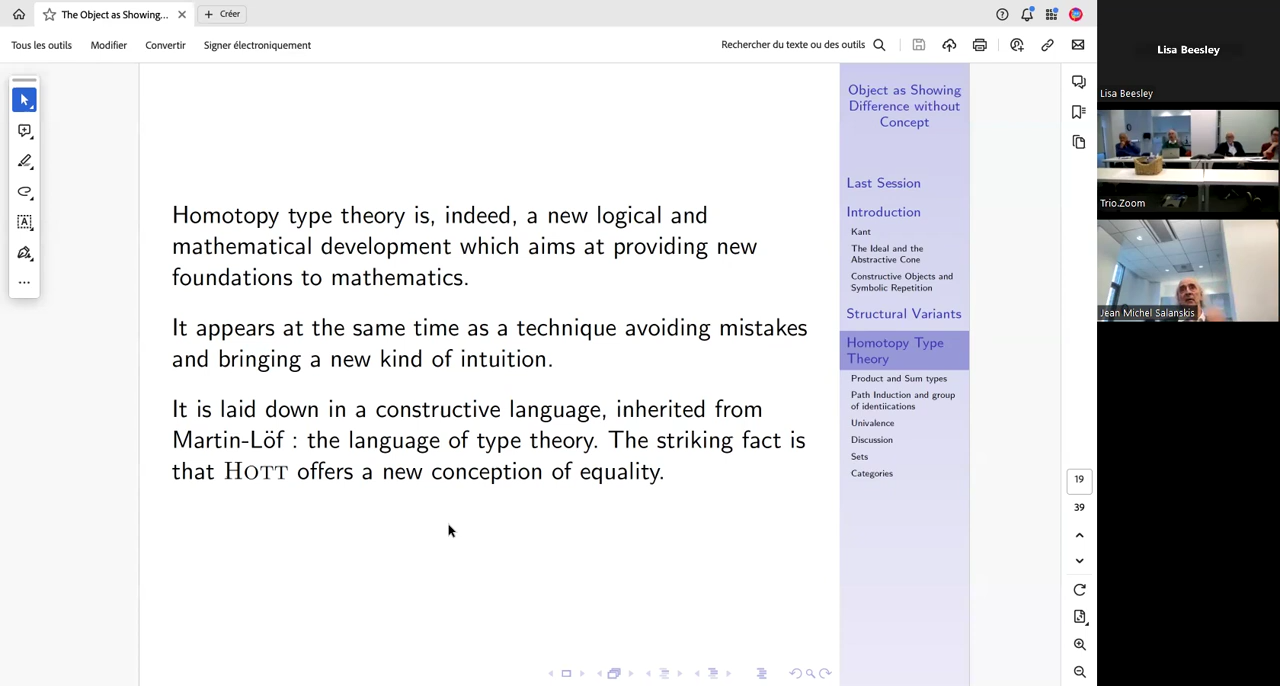 The Object as Showing...
Créer
Tous les outils
Modifier
Convertir
Signer électroniquement
Rechercher du texte ou des outils
Homotopy type theory is, indeed, a new logical and
mathematical development which aims at providing new
foundations to mathematics.
It appears at the same time as a technique avoiding mistakes
and bringing a new kind of intuition.
It is laid down in a constructive language, inherited from
Martin-Löf : the language of type theory. The striking fact is
that HOTT offers a new conception of equality.
Object as Showing
Difference without
Concept
Last Session
Introduction
Kant
The Ideal and the
Abstractive Cone
Constructive Objects and
Symbolic Repetition
Structural Variants
Homotopy Type
Theory
Product and Sum types
Path Induction and group
of identiications
Univalence
Discussion
Sets
Categories
19
39
Lisa Beesley
Lisa Beesley
Trio.Zoom
Jean Michel Salanskis